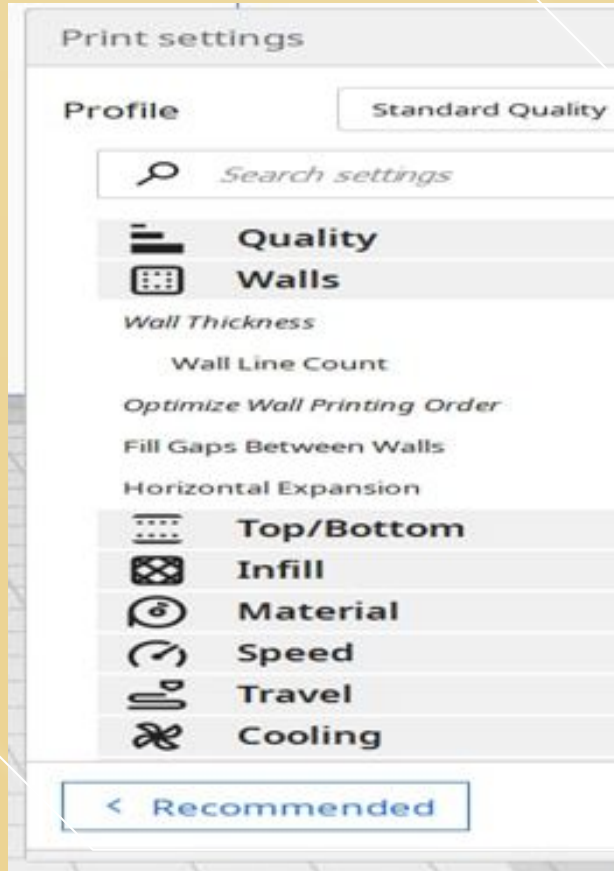 Print settings
Profile Standard Quality
Search settings
Quality
Walls
Wall Thickness
Wall Line Count
Optimize Wall Printing Order
Fill Gaps Between Walls
Horizontal Expansion
Top/Bottom
Infill
Material
Speed
Travel
Cooling
< Recommended